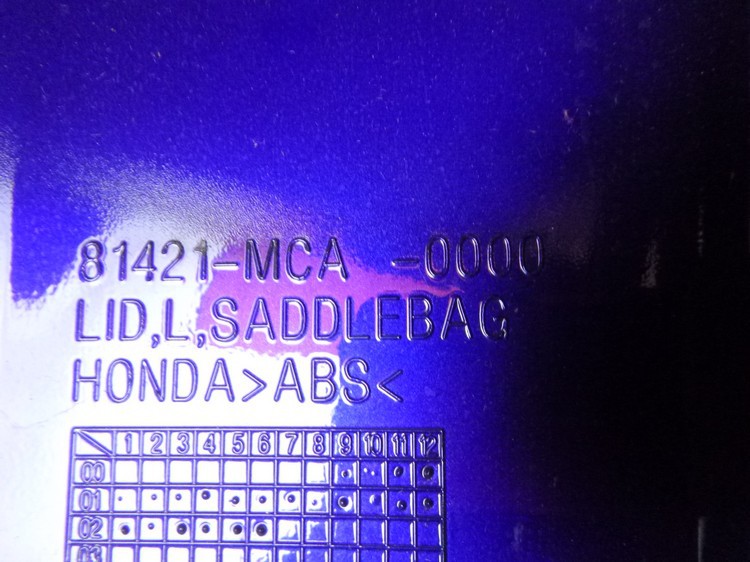 81421-MCA -0000
LID,L,SADDLEBAG
HONDA>ABS<
1 2 3 4 5 6 7 8 9 10 11 12
00
01
02
03